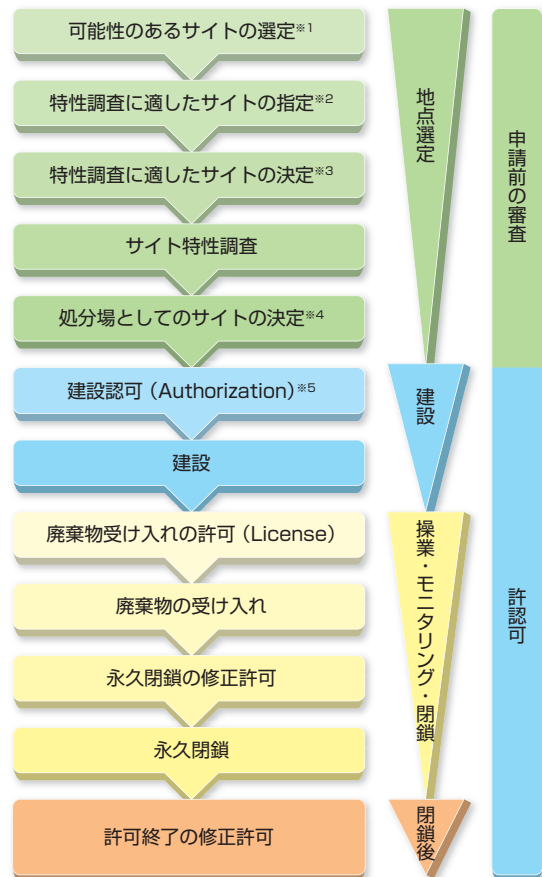 可能性のあるサイトの選定※1
特性調査に適したサイトの指定※2
特性調査に適したサイトの決定※3
サイト特性調査
処分場としてのサイトの決定※4
建設認可（Authorization）※5
建設
廃棄物受け入れの許可（License）
廃棄物の受け入れ
永久閉鎖の修正許可
永久閉鎖
許可終了の修正許可
地点選定
建設
操業・モニタリング・閉鎖
閉鎖後
申請前の審査
許認可